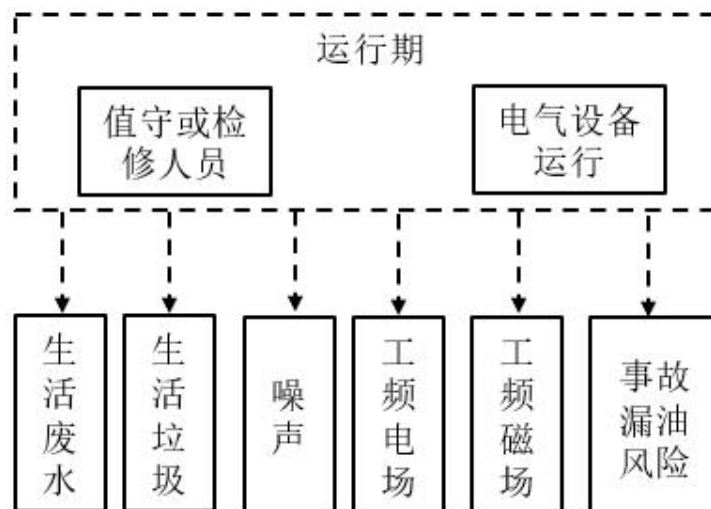 运行期
值守或检
修人员
电气设备
运行
生活废水
生活垃圾
噪声
工频电场
工频磁场
事故
漏油
风险